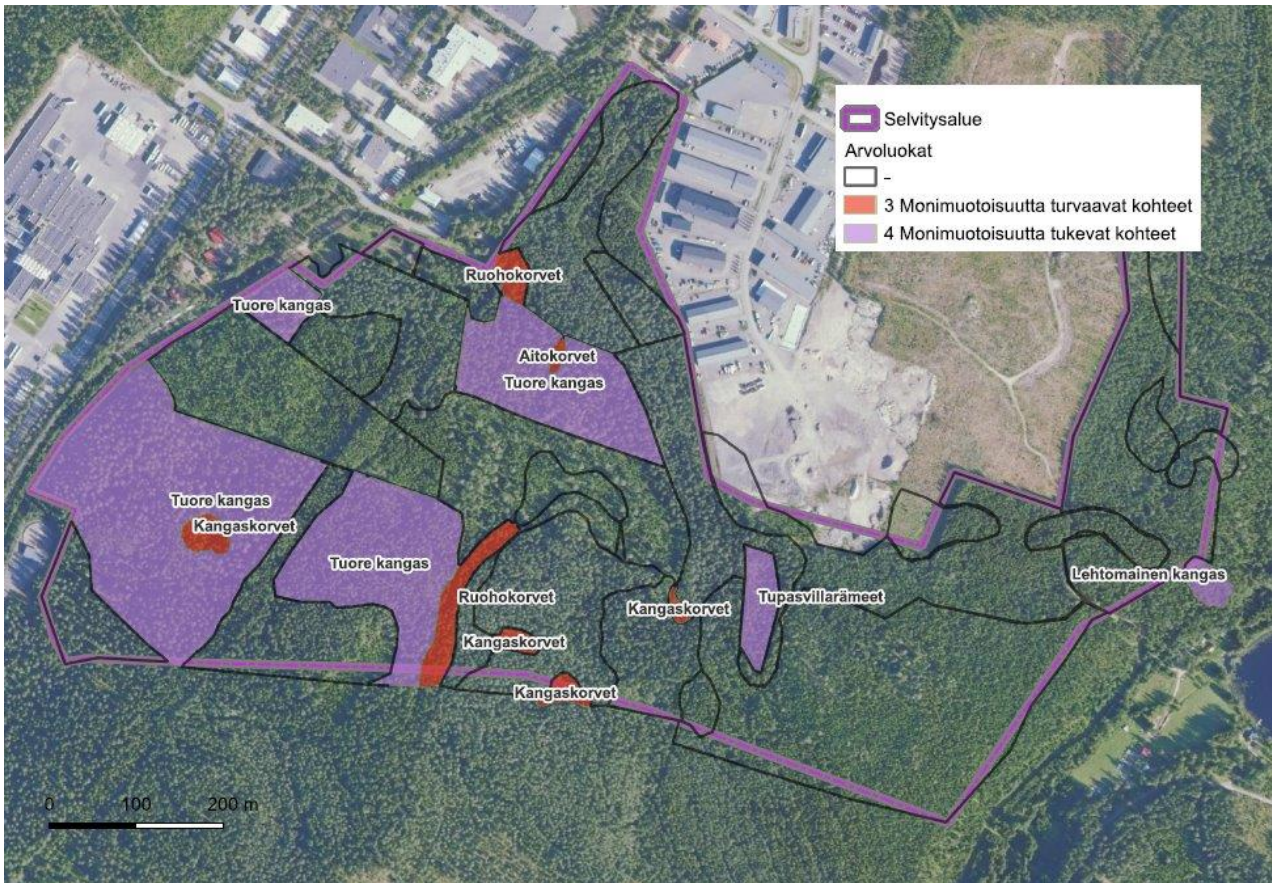 Selvitysalue
Arvoluokat
-
3 Monimuotoisuutta turvaavat kohteet
4 Monimuotoisuutta tukevat kohteet
Ruohokorvet
Tuore kangas
Aitokorvet
Tuore kangas
Tuore kangas
Kangaskorvet
Tuore kangas
Lehtomainen kangas
Ruohokorvet
Kangaskorvet
Tupasvillarämeet
Kangaskorvet
Kangaskorvet
0 100 200 m